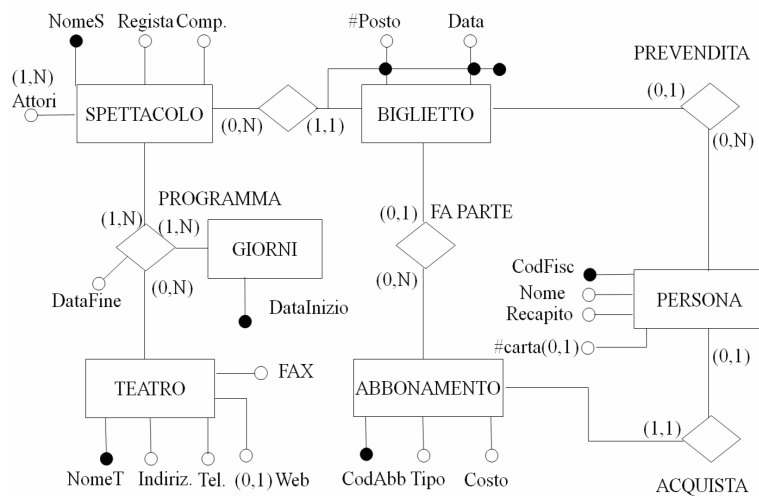 NomeS Regista Comp. #Posto Data
PREVENDITA
(1,N)
Attori
SPETTACOLO
(0,N)
(1,1)
BIGLIETTO
(0,1)
(0,N)
PROGRAMMA
(1,N)
(1,N)
GIORNI
(0,1)
FA PARTE
DataFine
(0,N)
DataInizio
(0,N)
CodFisc
Nome
Recapito
#carta(0,1)
PERSONA
(0,1)
TEATRO
FAX
ABBONAMENTO
(1,1)
NomeT Indiriz. Tel. (0,1) Web
CodAbb Tipo Costo
ACQUISTA